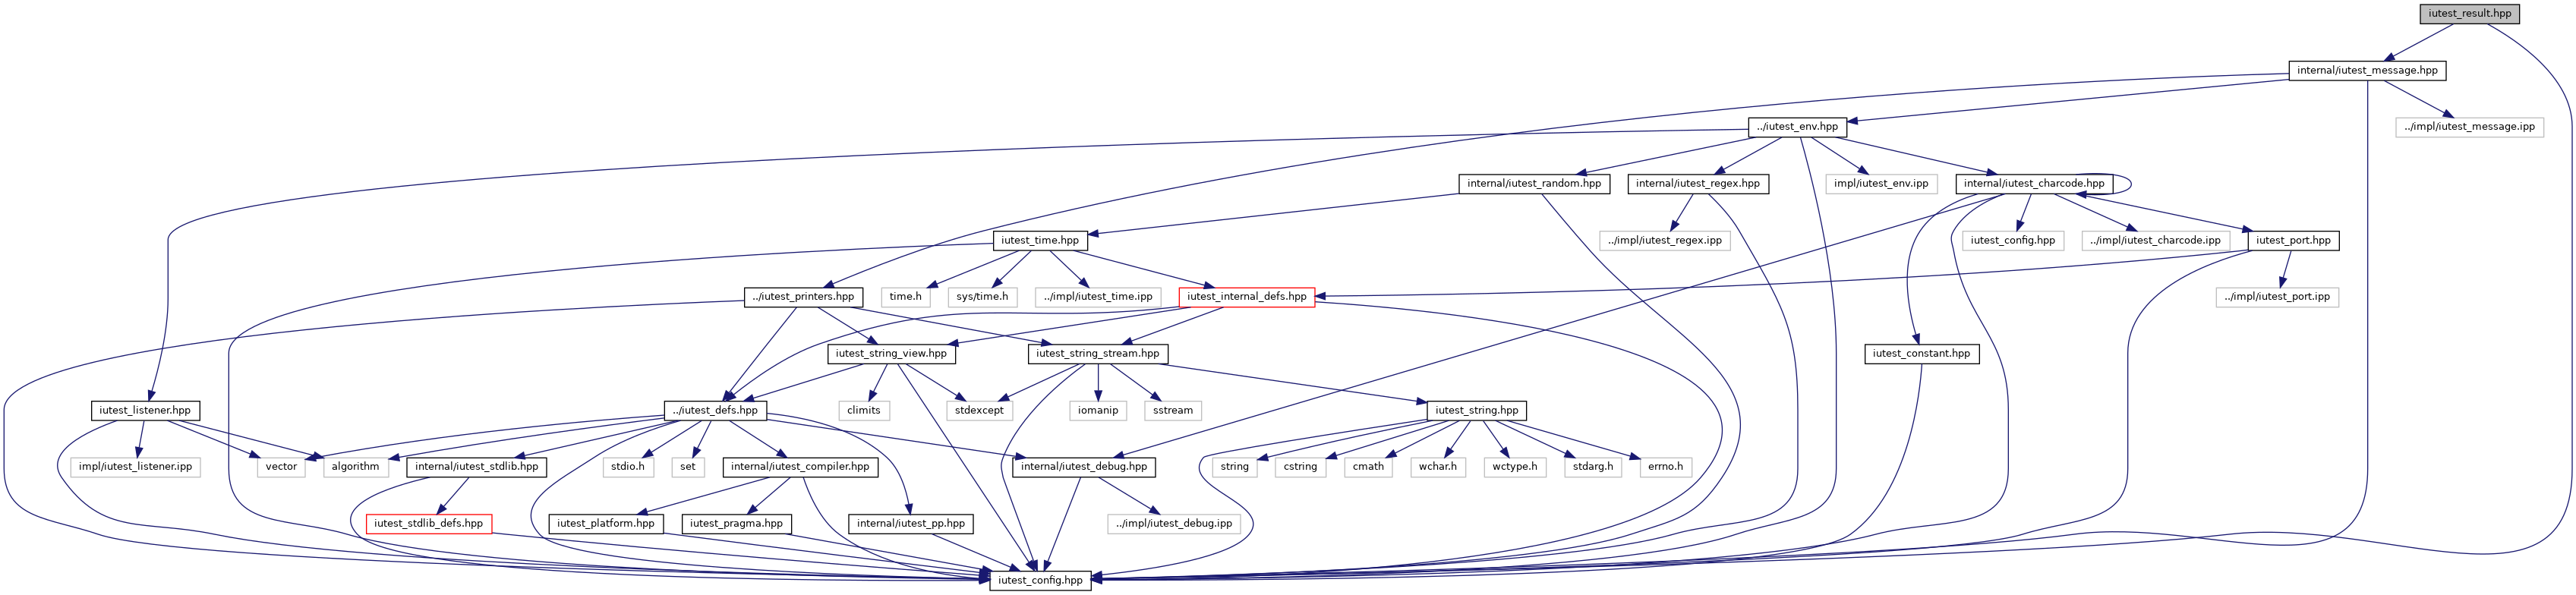 iutest_result.hpp
internal/iutest_message.hpp
../iutest_env.hpp
../impl/iutest_message.ipp
internal/iutest_random.hpp
internal/iutest_regex.hpp
impl/iutest_env.ipp
internal/iutest_charcode.hpp
iutest_time.hpp
../impl/iutest_regex.ipp
iutest_config.hpp
../impl/iutest_charcode.ipp
iutest_port.hpp
../iutest_printers.hpp
time.h
sys/time.h
../impl/iutest_time.ipp
iutest_internal_defs.hpp
../impl/iutest_port.ipp
iutest_string_view.hpp
iutest_string_stream.hpp
iutest_constant.hpp
iutest_listener.hpp
../iutest_defs.hpp
climits
stdexcept
iomanip
sstream
iutest_string.hpp
impl/iutest_listener.ipp
vector
algorithm
internal/iutest_stdlib.hpp
stdio.h
set
internal/iutest_compiler.hpp
internal/iutest_debug.hpp
string
cstring
cmath
wchar.h
wctype.h
stdarg.h
errno.h
iutest_stdlib_defs.hpp
iutest_platform.hpp
iutest_pragma.hpp
internal/iutest_pp.hpp
../impl/iutest_debug.ipp
iutest_config.hpp